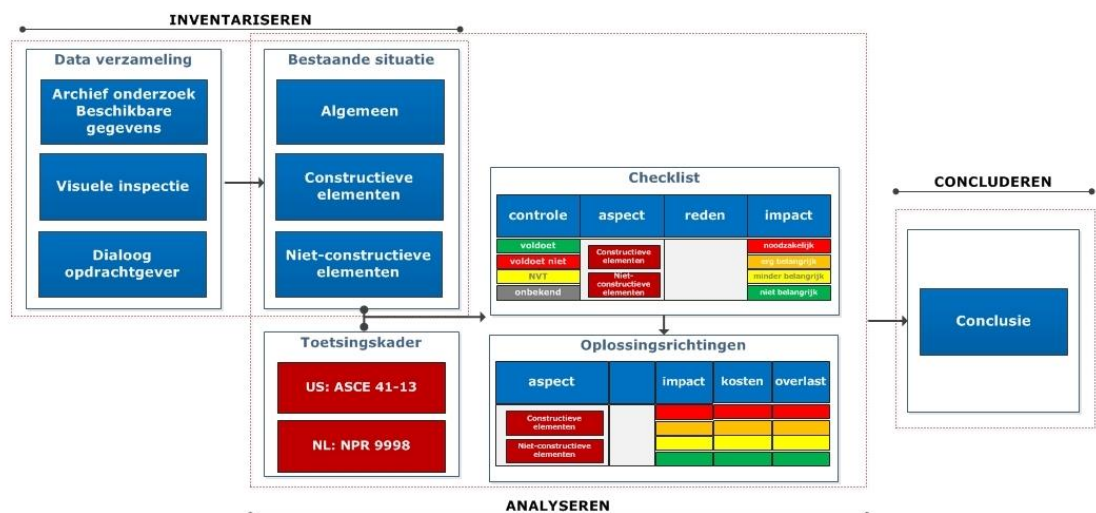 INVENTARISEREN
Data verzameling
Archief onderzoek
Beschikbare
gegevens
Visuele inspectie
Dialoog
opdrachtgever
Bestaande situatie
Algemeen
Constructieve
elementen
Niet-constructieve
elementen
Toetsingskader
US: ASCE 41-13
NL: NPR 9998
Checklist
controle aspect reden impact
voldoet
voldoet niet
NVT
onbekend
Constructieve
elementen
Niet-
constructieve
elementen
noodzakelijk
erg belangrijk
minder belangrijk
niet belangrijk
Oplossingsrichtingen
aspect impact kosten overlast
Constructieve
elementen
Niet-constructieve
elementen
CONCLUDEREN
Conclusie
ANALYSEREN